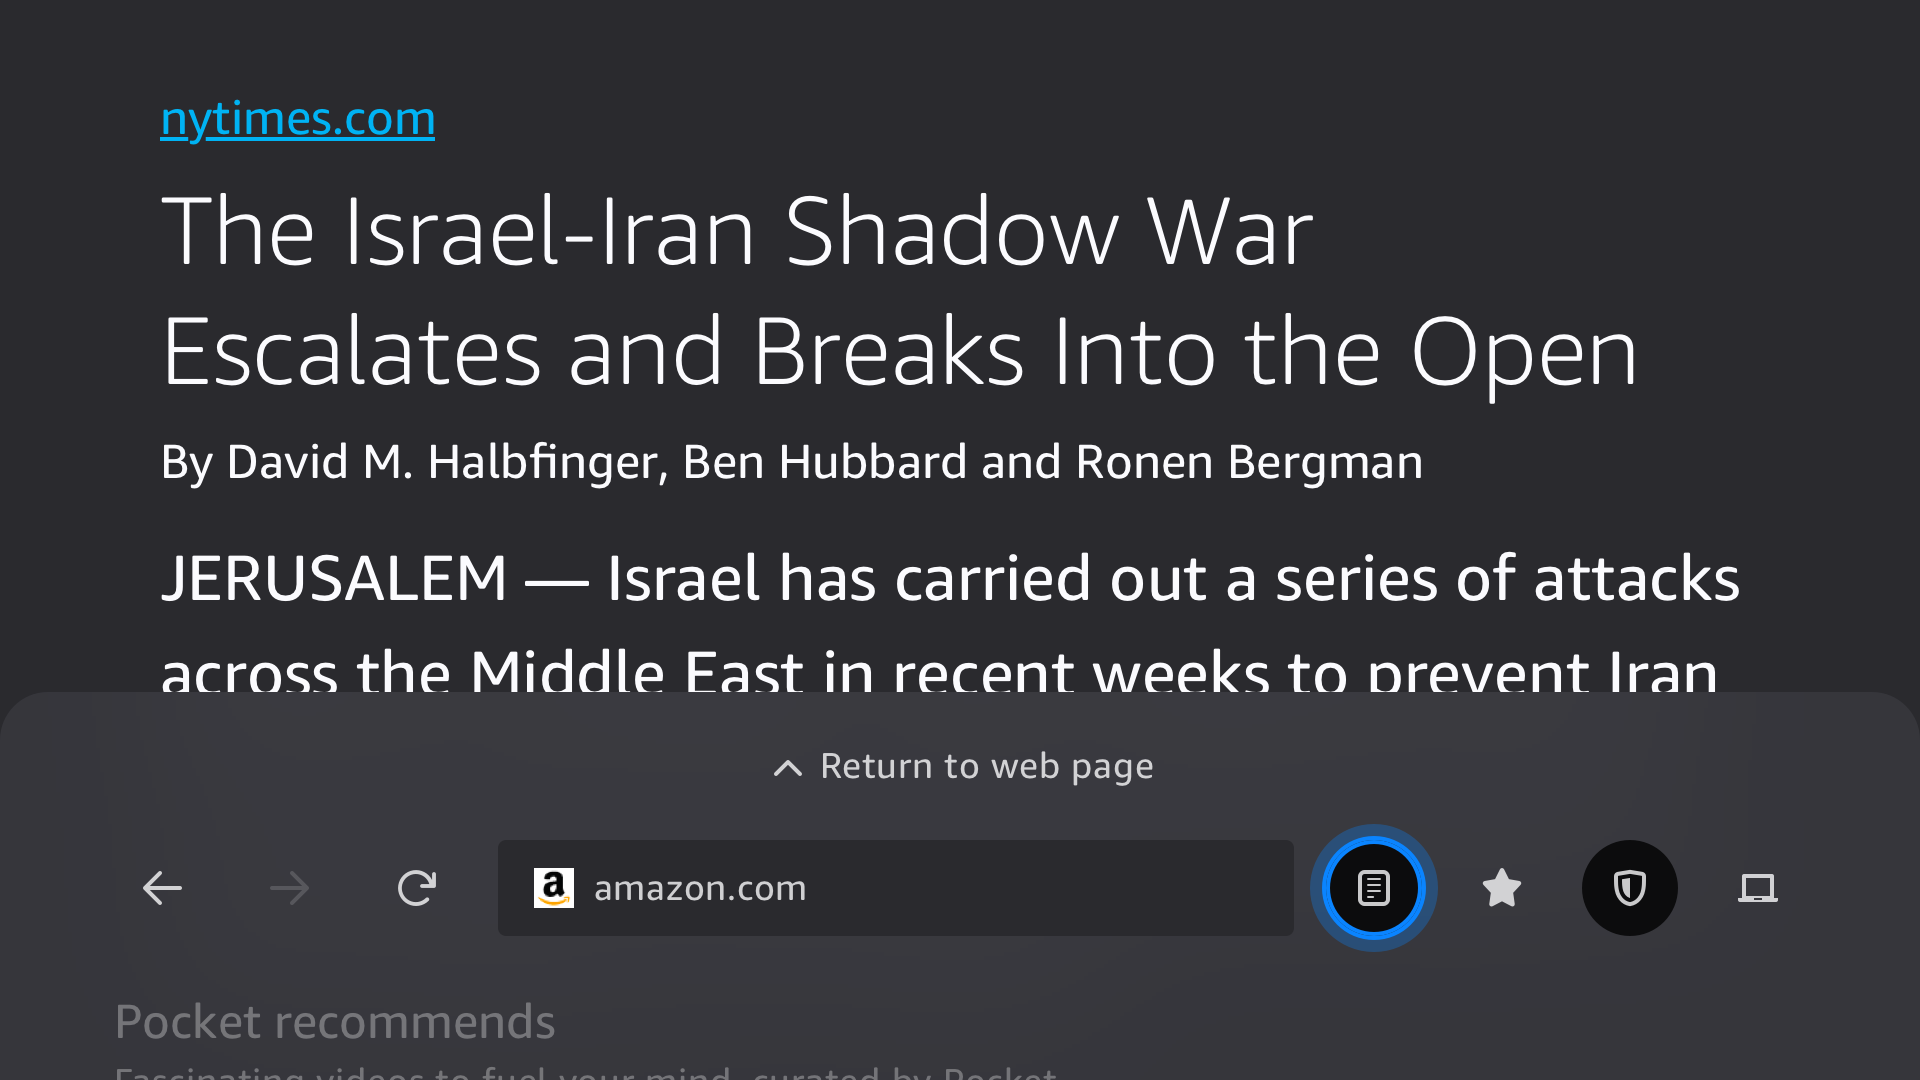 nytimes.com
The Israel-Iran Shadow War
Escalates and Breaks Into the Open
By David M. Halbfinger, Ben Hubbard and Ronen Bergman
JERUSALEM — Israel has carried out a series of attacks
across the Middle East in recent weeks to prevent Iran
Return to web page
a amazon.com
Pocket recommends
Fascinating videos to fuel your mind, curated by Pocket